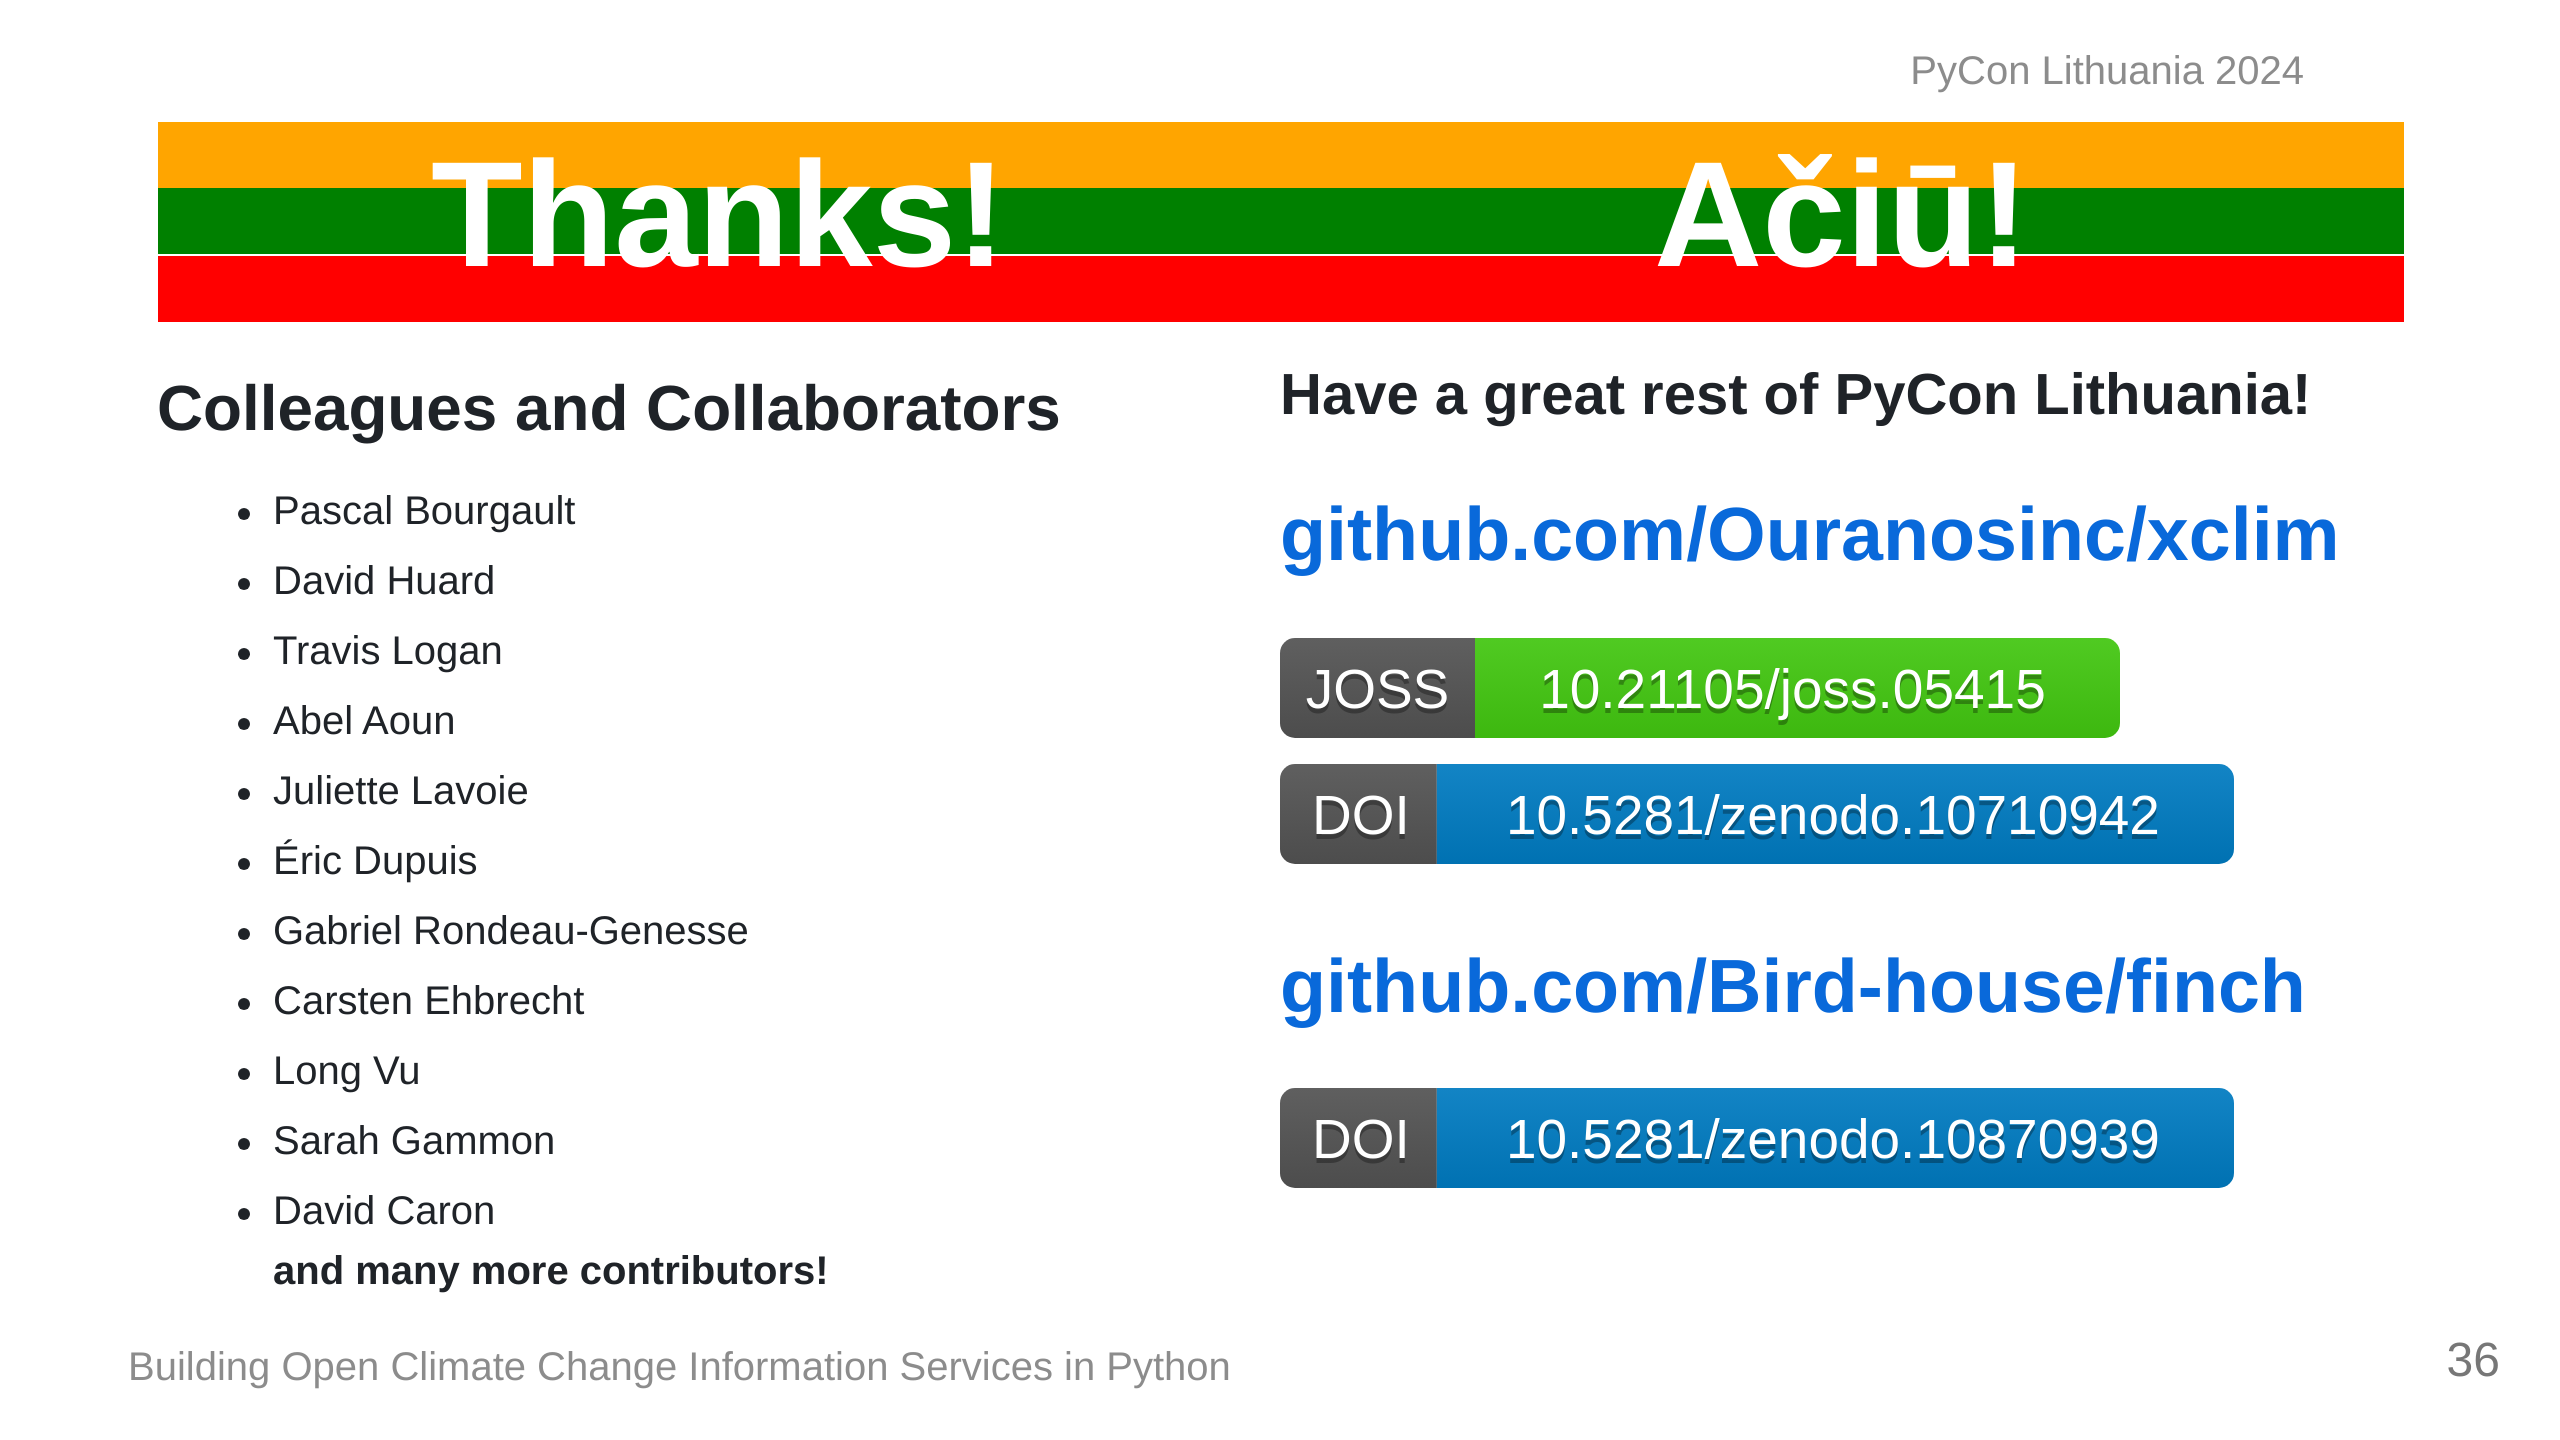 PyCon Lithuania 2024
Thanks!
Ačiū!
Colleagues and Collaborators
• Pascal Bourgault
• David Huard
• Travis Logan
• Abel Aoun
• Juliette Lavoie
• Éric Dupuis
• Gabriel Rondeau-Genesse
• Carsten Ehbrecht
• Long Vu
• Sarah Gammon
• David Caron
and many more contributors!
Have a great rest of PyCon Lithuania!
github.com/Ouranosinc/xclim
JOSS 10.21105/joss.05415
DOI 10.5281/zenodo.10710942
github.com/Bird-house/finch
DOI 10.5281/zenodo.10870939
Building Open Climate Change Information Services in Python
36